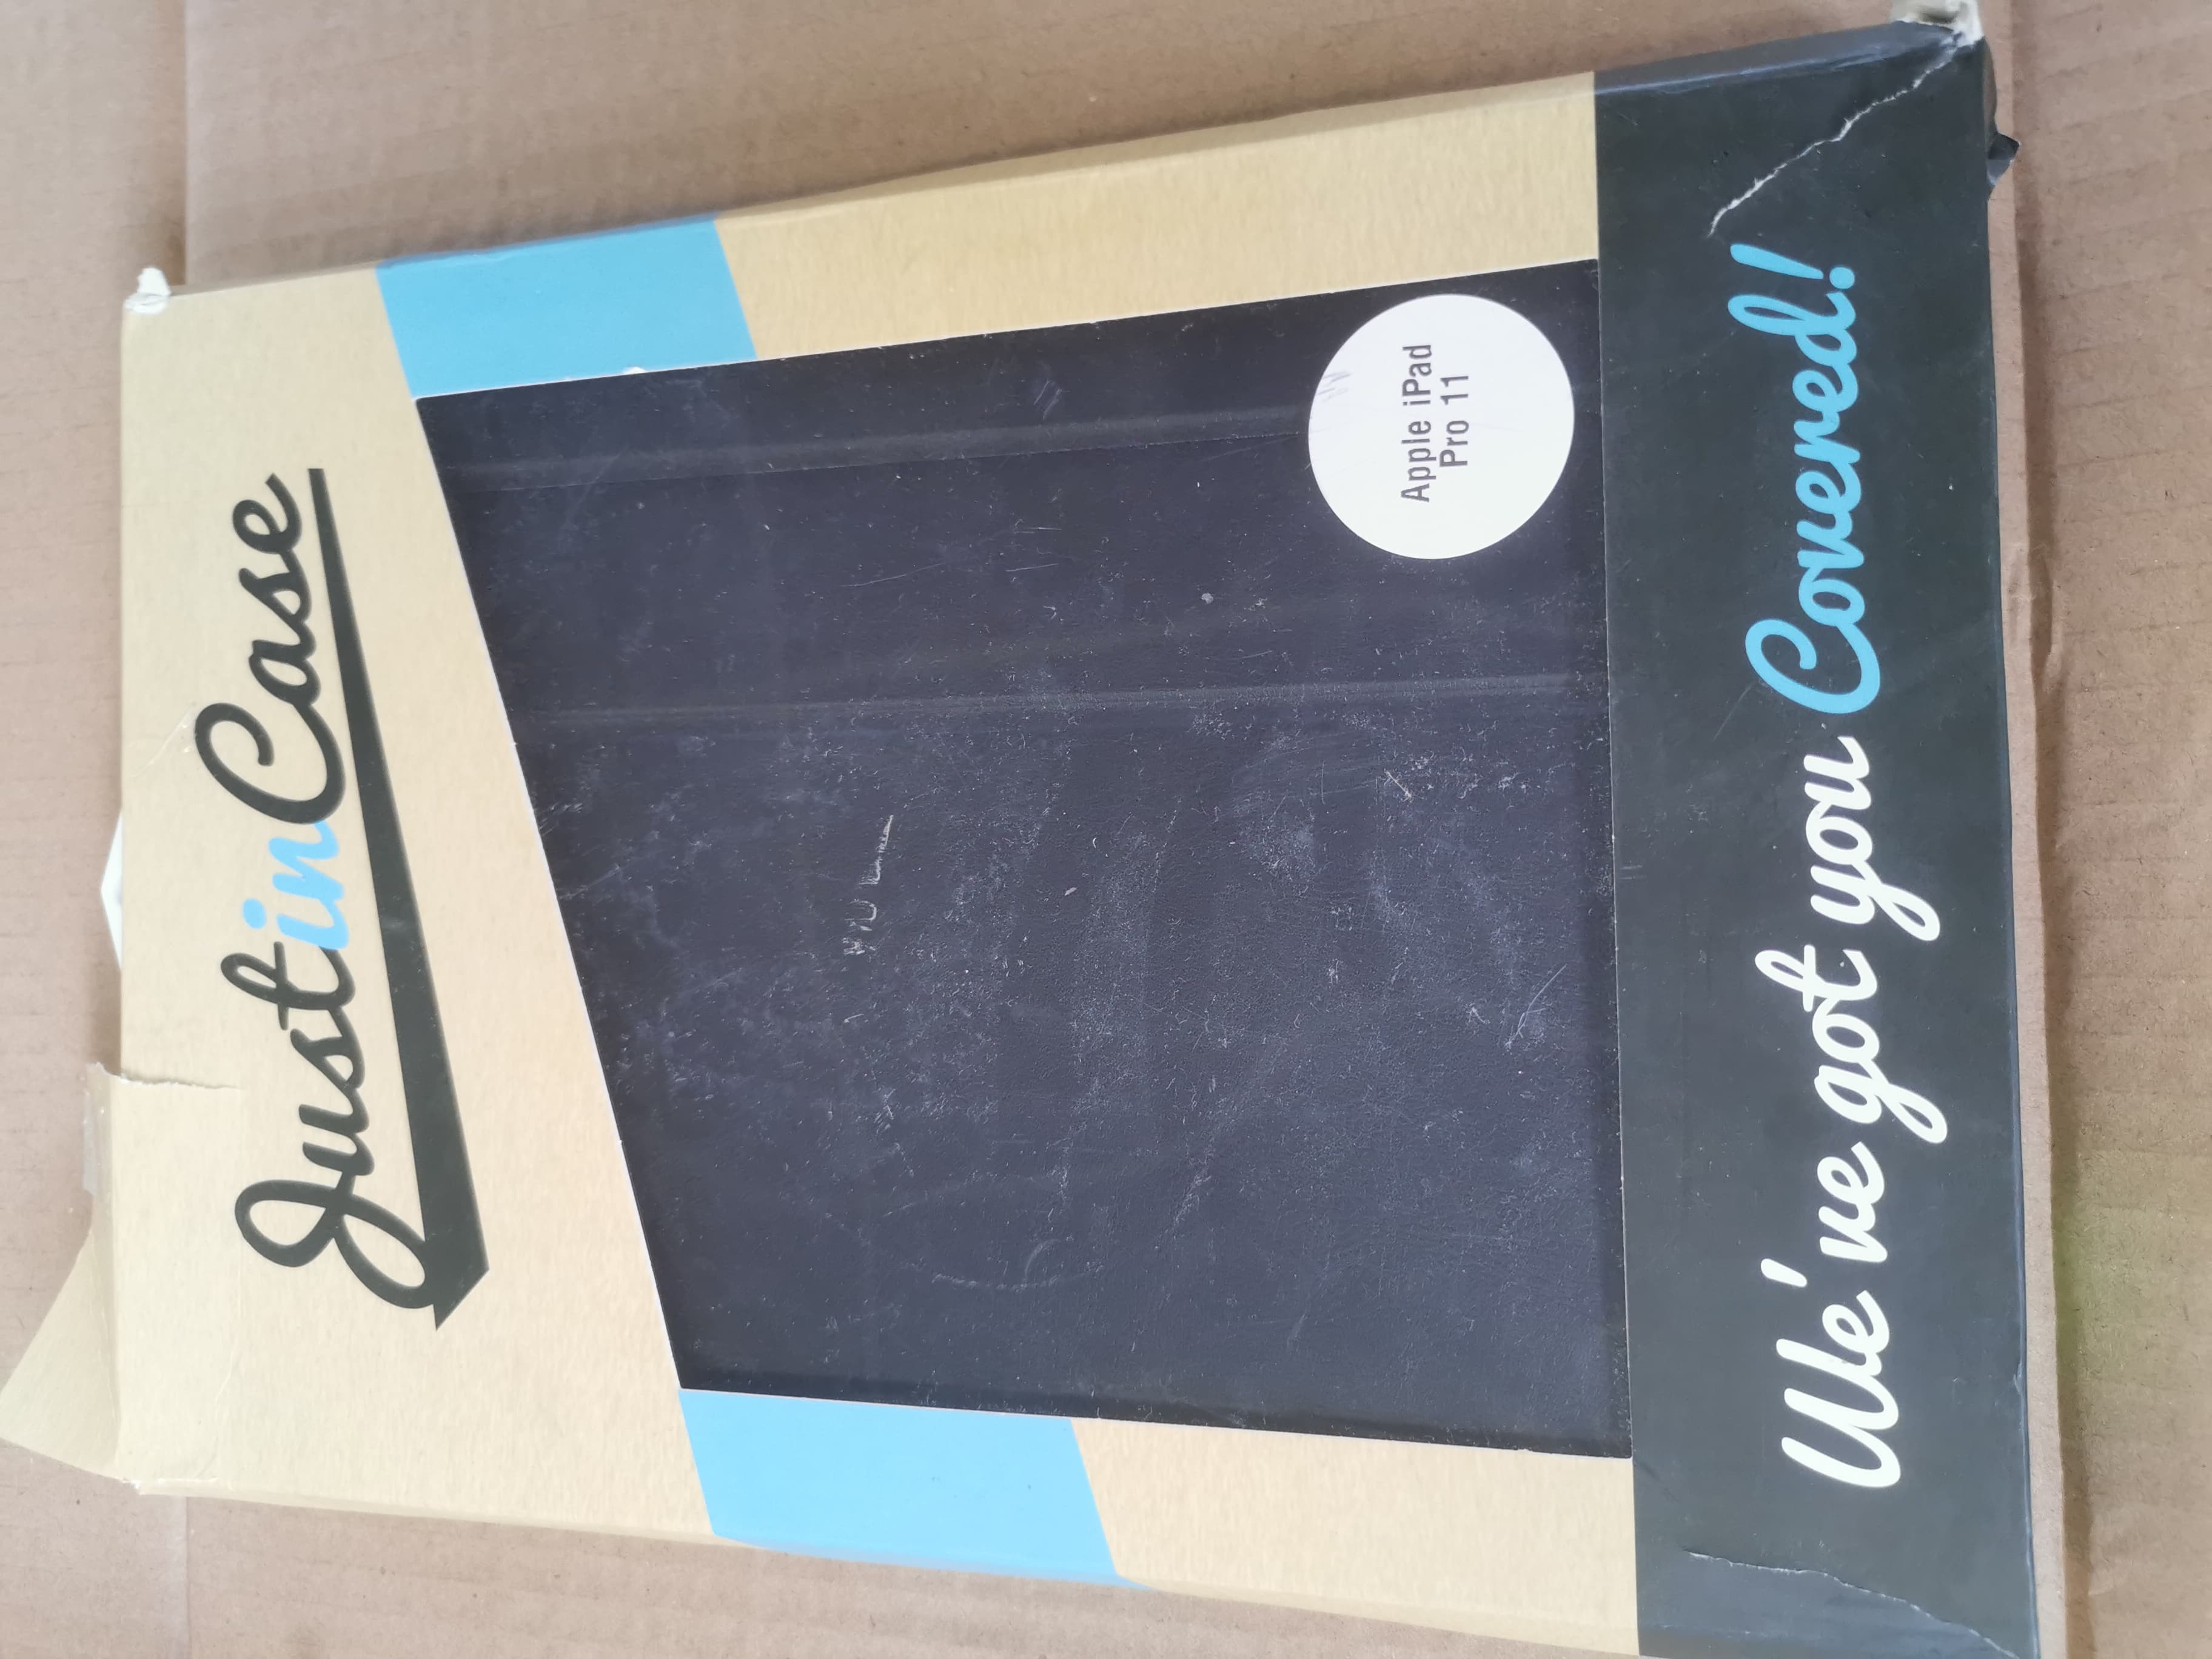 JustinCase
Apple iPad
Pro 11
We've got you Covered!